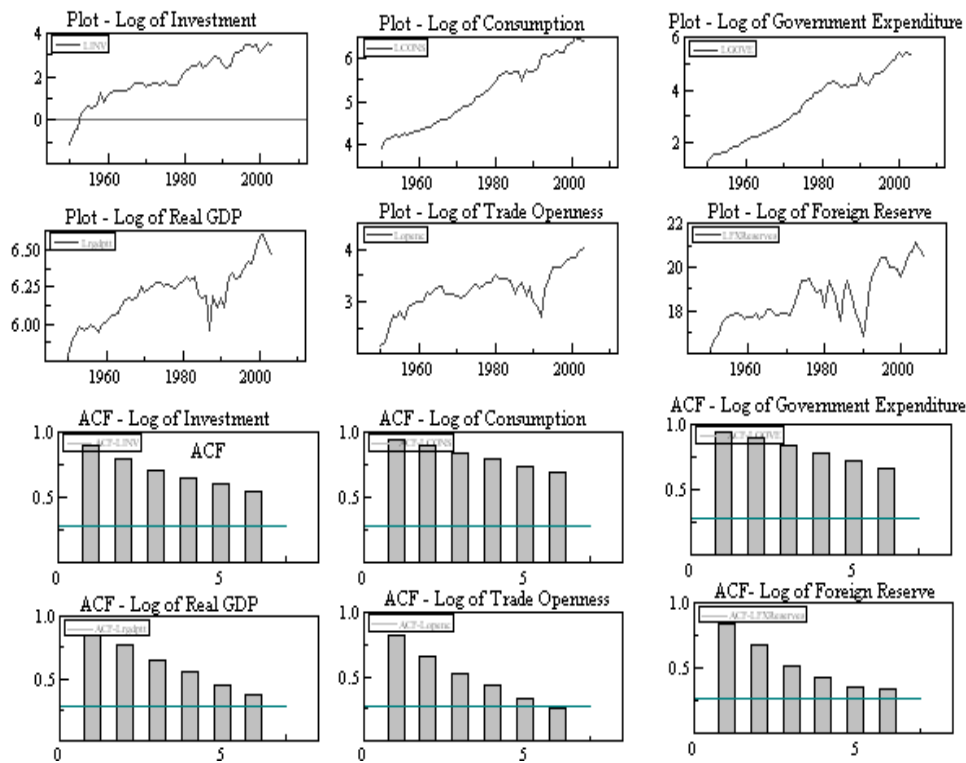 Plot - Log of Investment
Plot - Log of Consumption
Plot - Log of Government Expenditure
4
2
0
LINV
1960 1980 2000
6
5
4
LCONS
1960 1980 2000
6
4
2
LGOVE
1960 1980 2000
Plot - Log of Real GDP
Plot - Log of Trade Openness
Plot - Log of Foreign Reserve
6.50
6.25
6.00
1960 1980 2000
4
3
Lopenc
1960 1980 2000
22
20
18
16
LFXReserves
1960 1980 2000
ACF - Log of Investment
ACF - Log of Consumption
ACF - Log of Government Expenditure
1.0
0.5
ACF-LINV
ACF
0 5
1.0
0.5
ACF-LCONS
0 5
1.0
0.5
ACF-LGOVE
0 5
ACF - Log of Real GDP
ACF - Log of Trade Openness
ACF- Log of Foreign Reserve
1.0
0.5
0 5
1.0
0.5
ACF-Lopenc
0 5
1.0
0.5
ACF-LFXReserves
0 5